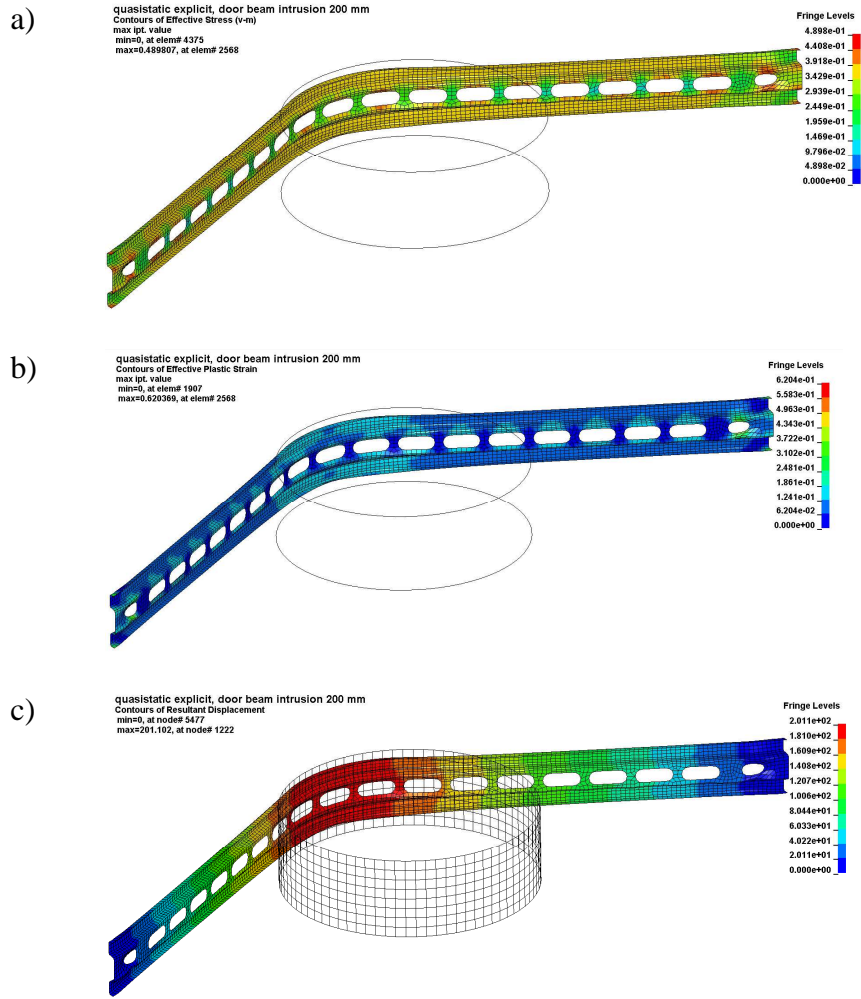 a)
quasistatic explicit, door beam intrusion 200 mm
Contours of Effective Stress (v-m)
max ipt. value
min=0, at elem# 4375
max=0.489807, at elem# 2568
Fringe Levels
4.898e-01
4.408e-01
3.918e-01
3.429e-01
2.939e-01
2.449e-01
1.959e-01
1.469e-01
9.796e-02
4.898e-02
0.000e+00
b)
quasistatic explicit, door beam intrusion 200 mm
Contours of Effective Plastic Strain
max ipt. value
min=0, at elem# 1907
max=0.620369, at elem# 2568
Fringe Levels
6.204e-01
5.583e-01
4.963e-01
4.343e-01
3.722e-01
3.102e-01
2.481e-01
1.861e-01
1.241e-01
6.204e-02
0.000e+00
c)
quasistatic explicit, door beam intrusion 200 mm
Contours of Resultant Displacement
min=0, at node# 5477
max=201.102, at node# 1222
Fringe Levels
2.011e+02
1.810e+02
1.609e+02
1.408e+02
1.207e+02
1.006e+02
8.044e+01
6.033e+01
4.022e+01
2.011e+01
0.000e+00